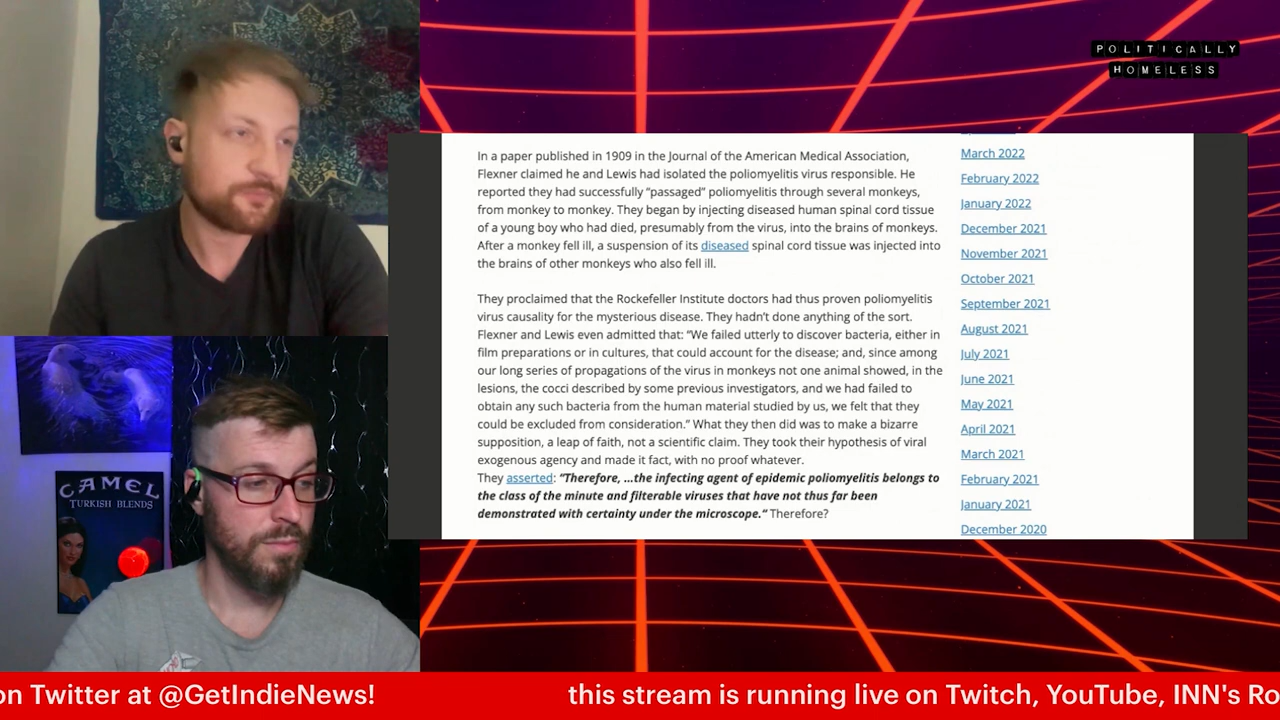 POLITICALLY
HOMELESS
In a paper published in 1909 in the Journal of the American Medical Association,
Flexner claimed he and Lewis had isolated the poliomyelitis virus responsible. He
reported they had successfully “passaged” poliomyelitis through several monkeys,
from monkey to monkey. They began by injecting diseased human spinal cord tissue
of a young boy who had died, presumably from the virus, into the brains of monkeys.
After a monkey fell ill, a suspension of its diseased spinal cord tissue was injected into
the brains of other monkeys who also fell ill.
They proclaimed that the Rockefeller Institute doctors had thus proven poliomyelitis
virus causality for the mysterious disease. They hadn’t done anything of the sort.
Flexner and Lewis even admitted that: “We failed utterly to discover bacteria, either in
film preparations or in cultures, that could account for the disease; and, since among
our long series of propagations of the virus in monkeys not one animal showed, in the
lesions, the cocci described by some previous investigators, and we had failed to
obtain any such bacteria from the human material studied by us, we felt that they
could be excluded from consideration.” What they then did was to make a bizarre
supposition, a leap of faith, not a scientific claim. They took their hypothesis of viral
exogenous agency and made it fact, with no proof whatever.
They asserted: “Therefore, …the infecting agent of epidemic poliomyelitis belongs to
the class of the minute and filterable viruses that have not thus far been
demonstrated with certainty under the microscope.“ Therefore?
March 2022
February 2022
January 2022
December 2021
November 2021
October 2021
September 2021
August 2021
July 2021
June 2021
May 2021
April 2021
March 2021
February 2021
January 2021
December 2020
CAMEL
TURKISH BLENDS
on Twitter at @GetIndieNews!
this stream is running live on Twitch, YouTube, INN's Ro